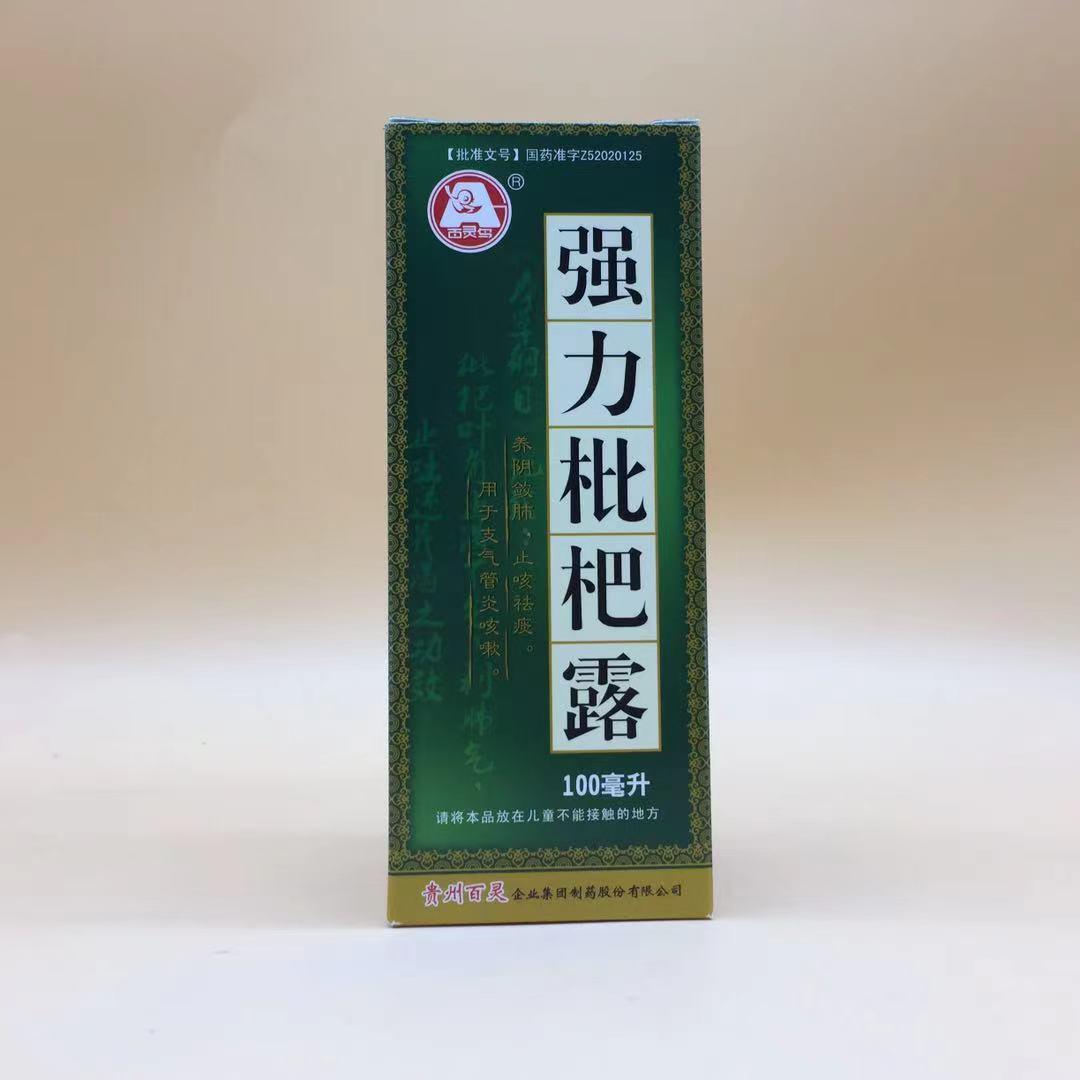 【批准文号】国药准字Z52020125
百灵鸟
®
强力枇杷露
养阴敛肺，止咳祛痰。
用于支气管炎咳嗽。
100毫升
请将本品放在儿童不能接触的地方
贵州百灵企业集团制药股份有限公司